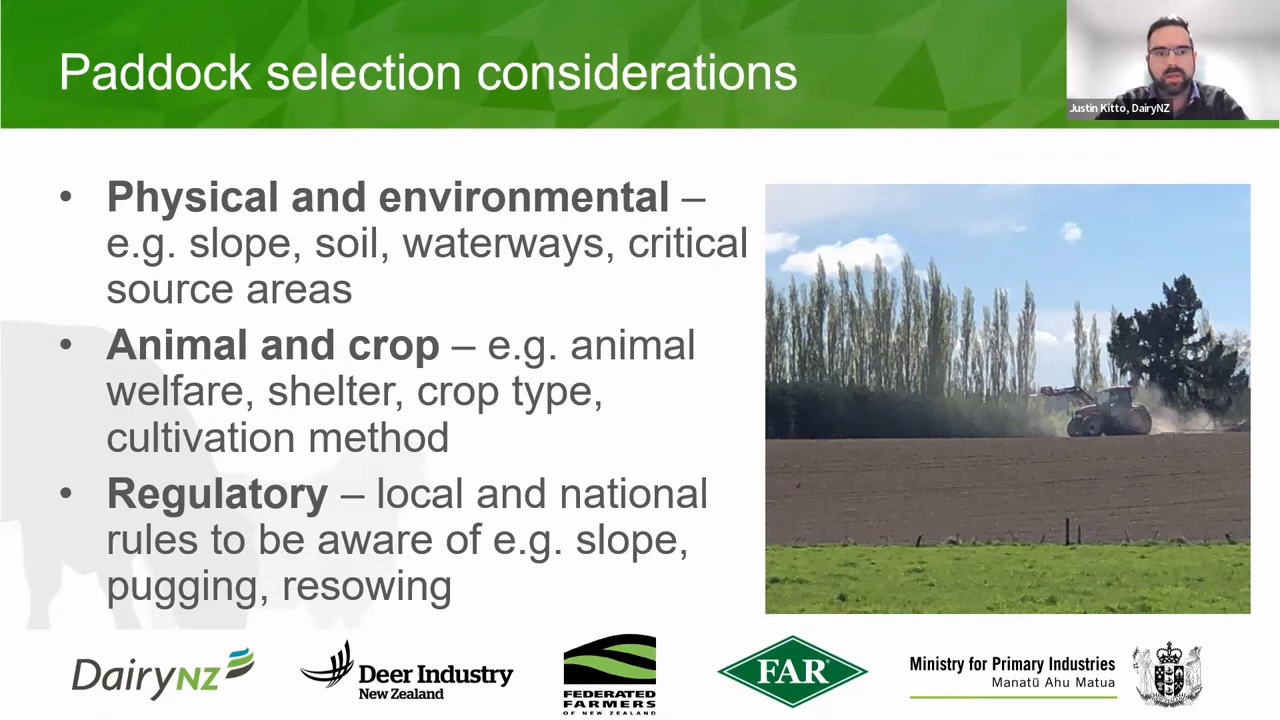 Paddock selection considerations
Justin Kitto, DairyNZ
• Physical and environmental –
e.g. slope, soil, waterways, critical
source areas
• Animal and crop – e.g. animal
welfare, shelter, crop type,
cultivation method
• Regulatory – local and national
rules to be aware of e.g. slope,
pugging, resowing
DairyNZ
Deer Industry
New Zealand
FEDERATED
FARMERS
OF NEW ZEALAND
FAR®
Ministry for Primary Industries
Manatū Ahu Matua